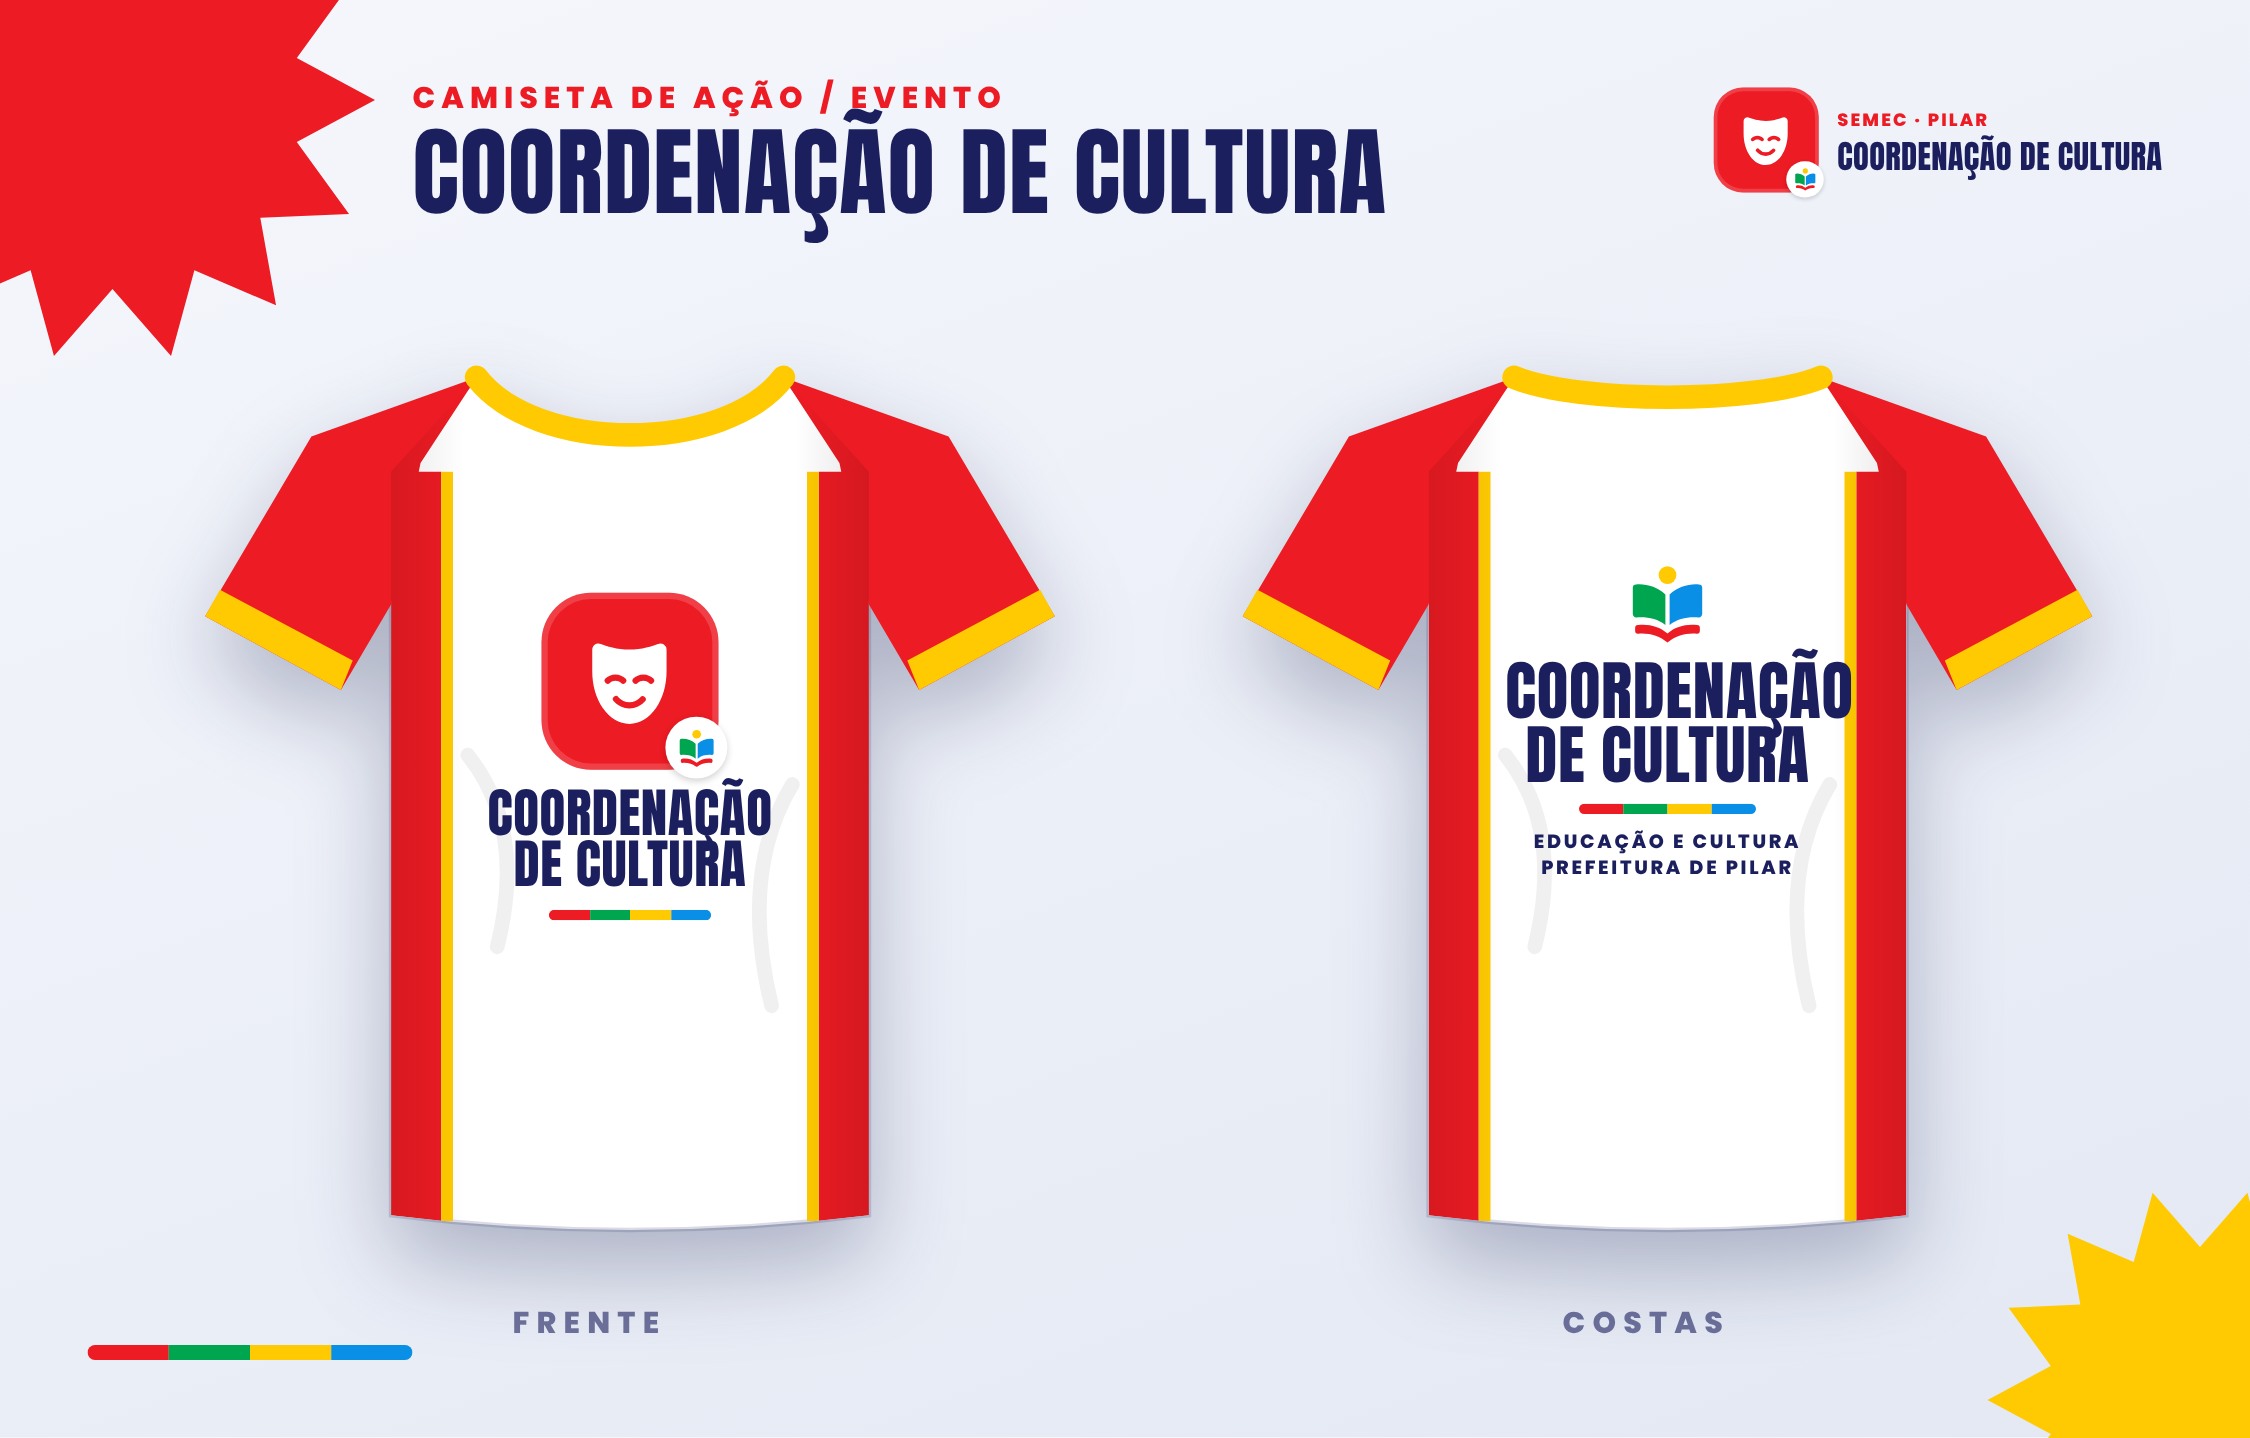 CAMISETA DE AÇÃO / EVENTO
COORDENAÇÃO DE CULTURA
SEMEC · PILAR
COORDENAÇÃO DE CULTURA
COORDENAÇÃO
DE CULTURA
COORDENAÇÃO
DE CULTURA
EDUCAÇÃO E CULTURA
PREFEITURA DE PILAR
FRENTE
COSTAS